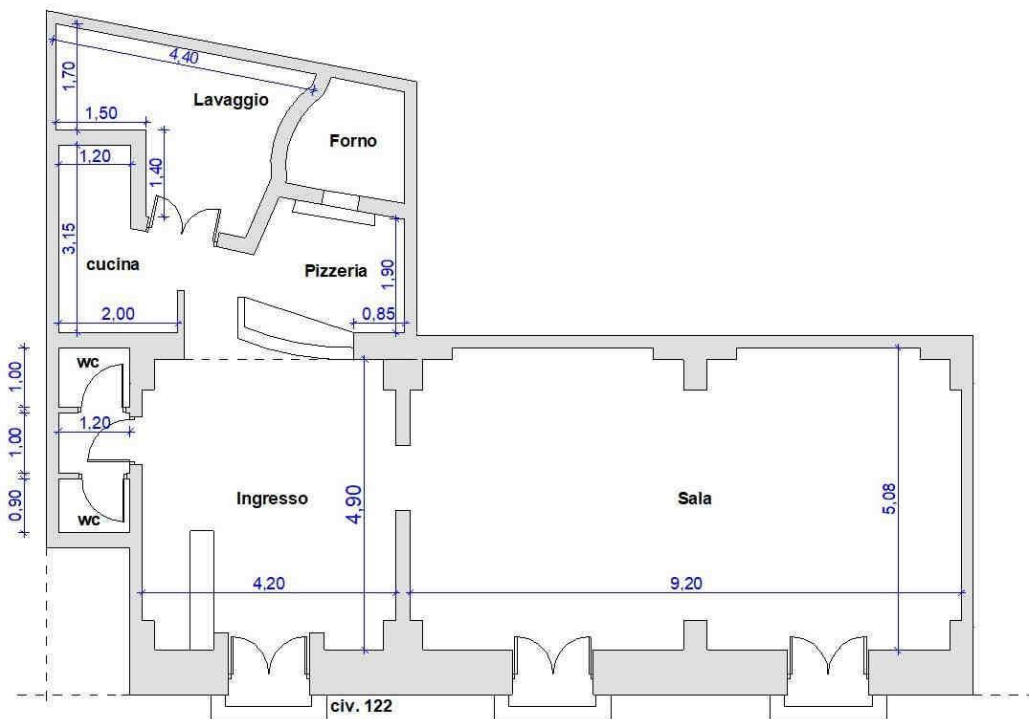 4,40
1,70
Lavaggio
1,50
Forno
1,20
1,40
3,15
cucina
Pizzeria
1,90
2,00
0,85
wc
1,00
1,20
1,00
Ingresso
4,90
Sala
5,08
0,90
wc
4,20
9,20
civ. 122